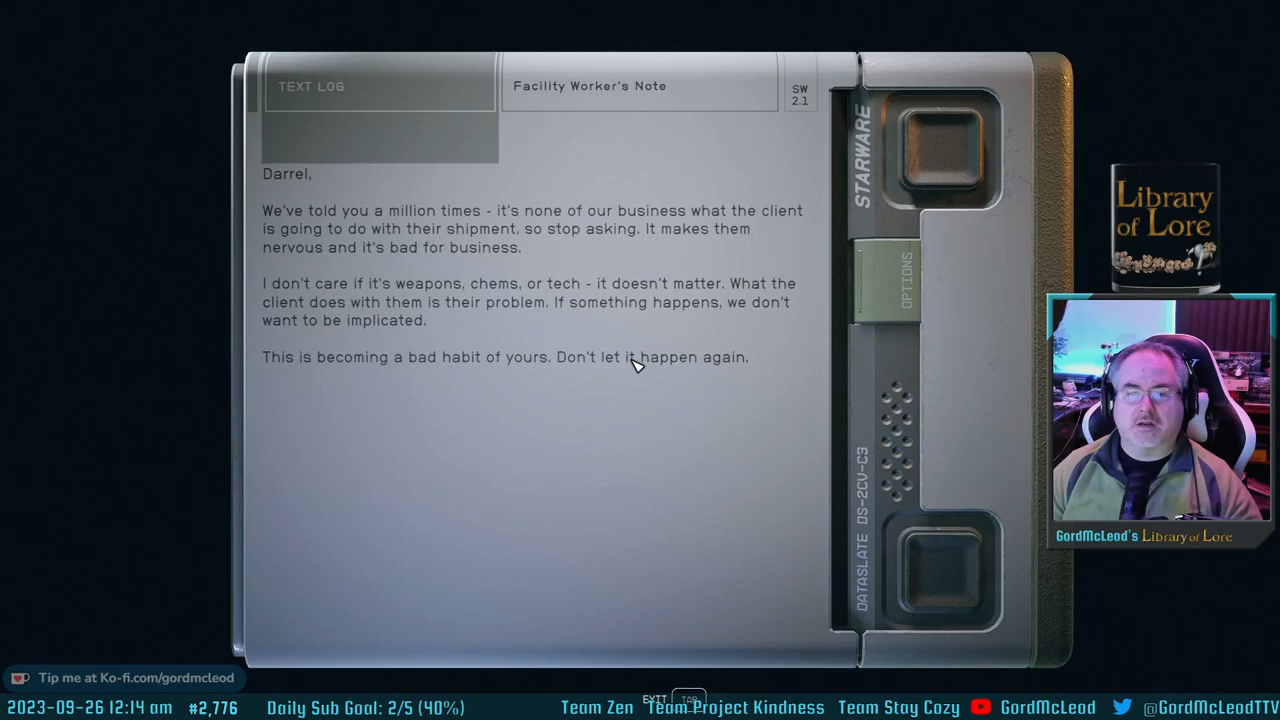 TEXT LOG
Facility Worker's Note
SW
2.1
Darrel,
We've told you a million times - it's none of our business what the client
is going to do with their shipment, so stop asking. It makes them
nervous and it's bad for business.
I don't care if it's weapons, chems, or tech - it doesn't matter. What the
client does with them is their problem. If something happens, we don't
want to be implicated.
This is becoming a bad habit of yours. Don't let it happen again.
STARWARE
OPTIONS
DATASLATE DS-2CV-C3
Library
of Lore
GordMcLeod's Library of Lore
Tip me at Ko-fi.com/gordmcleod
EXIT TAB
2023-09-26 12:14 am #2,776 Daily Sub Goal: 2/5 (40%) Team Zen Team Project Kindness Team Stay Cozy GordMcLeod @GordMcLeodTTV